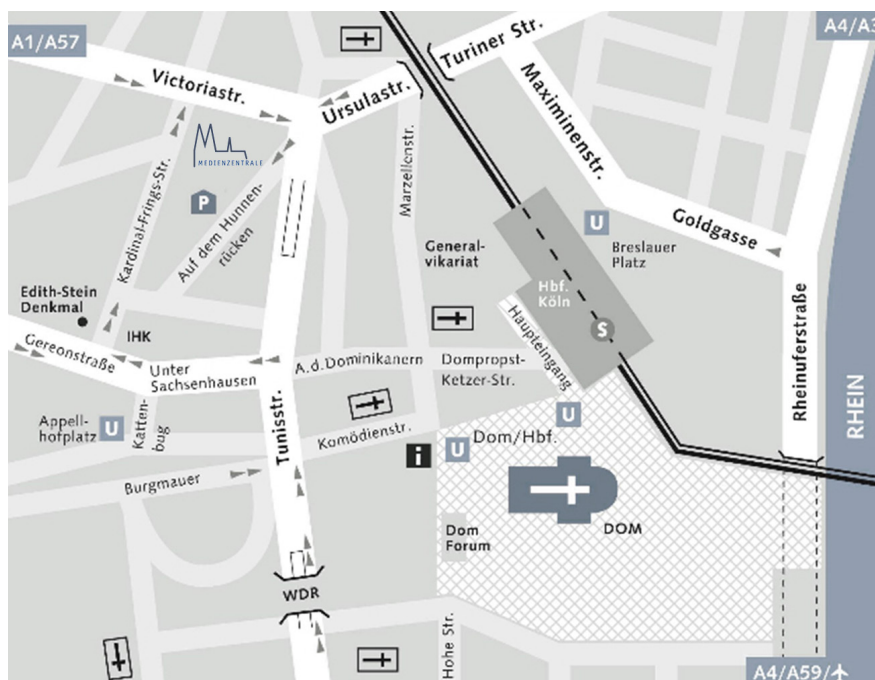 A1/A57
Victoriastr.
Ursulastr.
Turiner Str.
A4/A3
Maximinenstr.
MEDIENZENTRALE
Kardinal-Frings-Str.
P
Auf dem Hunnen-
rücken
Marzellenstr.
General-
vikariat
U
Breslauer
Platz
Goldgasse
Hbf.
Köln
S
Haupteingang
Edith-Stein
Denkmal
IHK
Gereonstraße
Unter
Sachsenhausen
A.d.Dominikanern
Dompropst-
Ketzer-Str.
Rheinuferstraße
RHEIN
Appell-
hofplatz
U
Katten-
bug
Tunisstr.
Komödienstr.
U
U
Dom/Hbf.
i
Burgmauer
Dom
Forum
DOM
WDR
Hohe Str.
A4/A59/